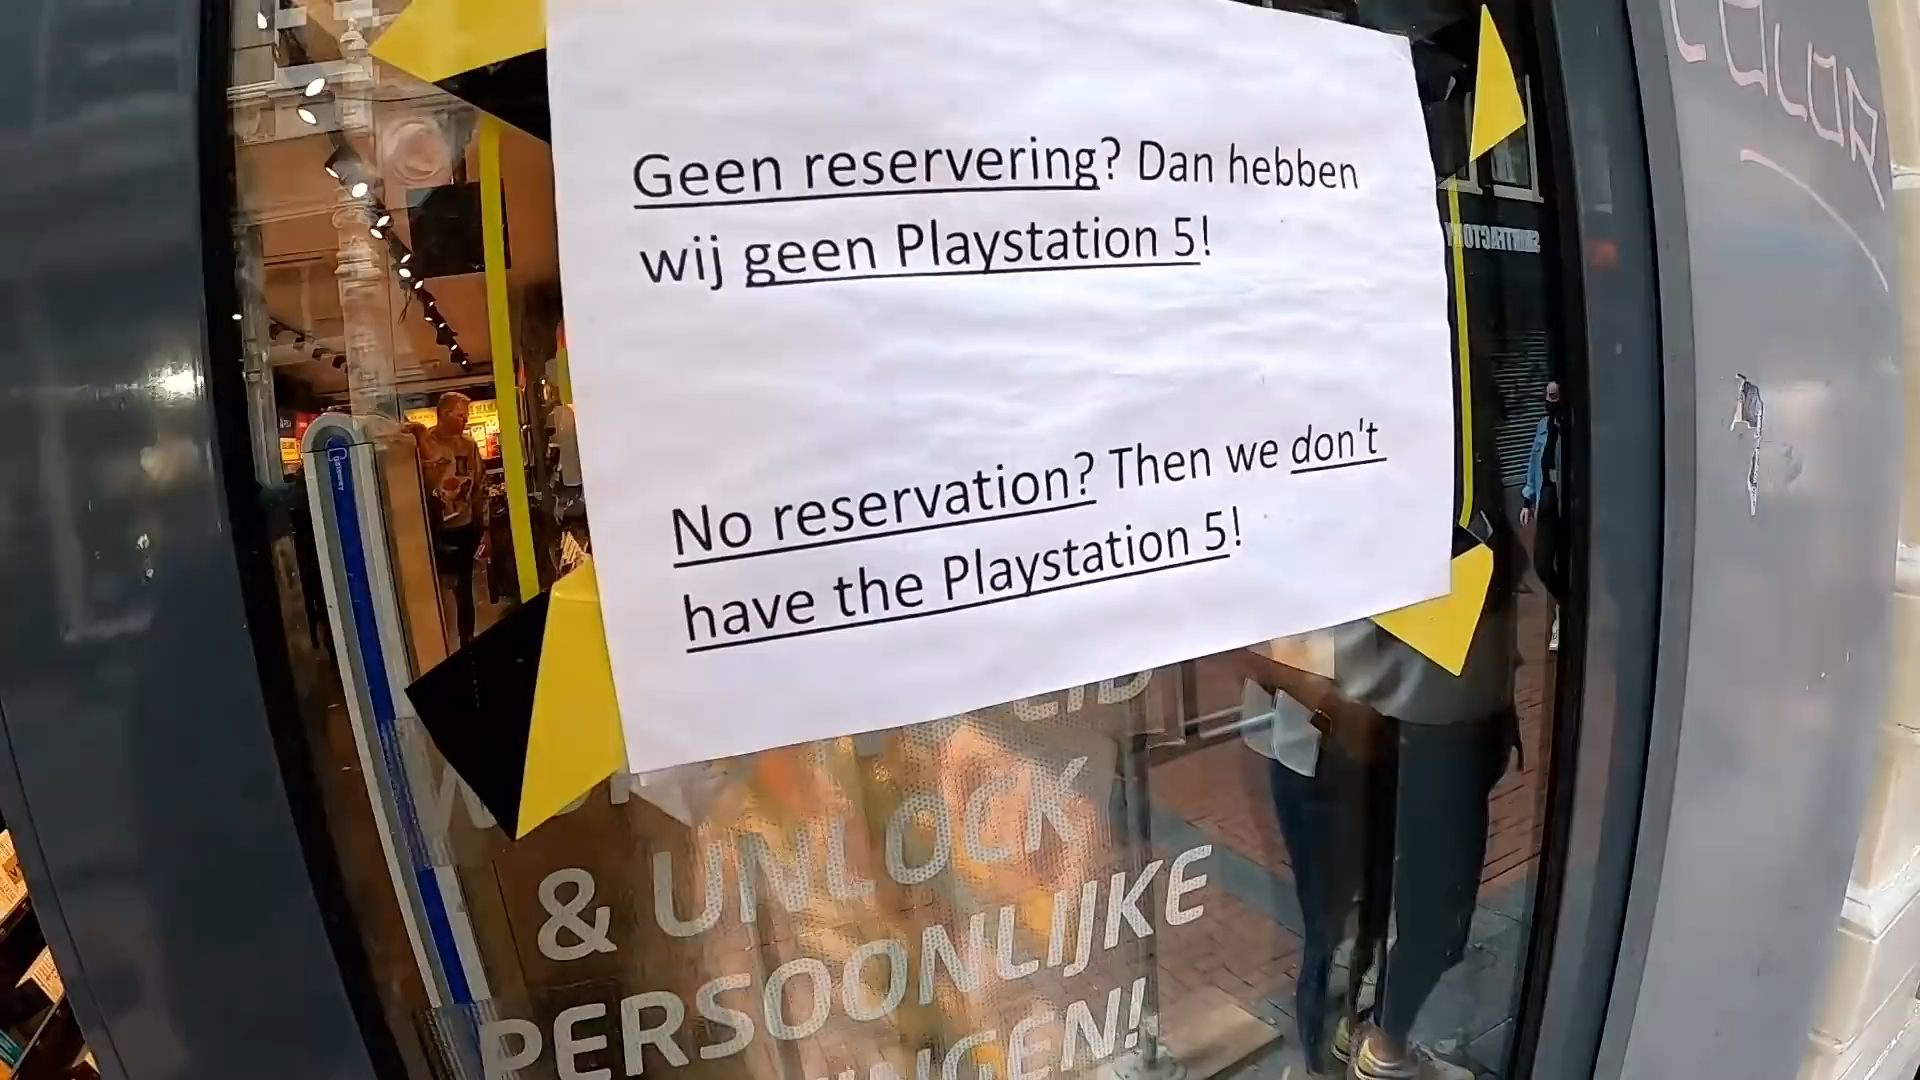 Geen reservering? Dan hebben
wij geen Playstation 5!
No reservation? Then we don't
have the Playstation 5!
& UNLOCK
PERSOONLIJKE
COLOR